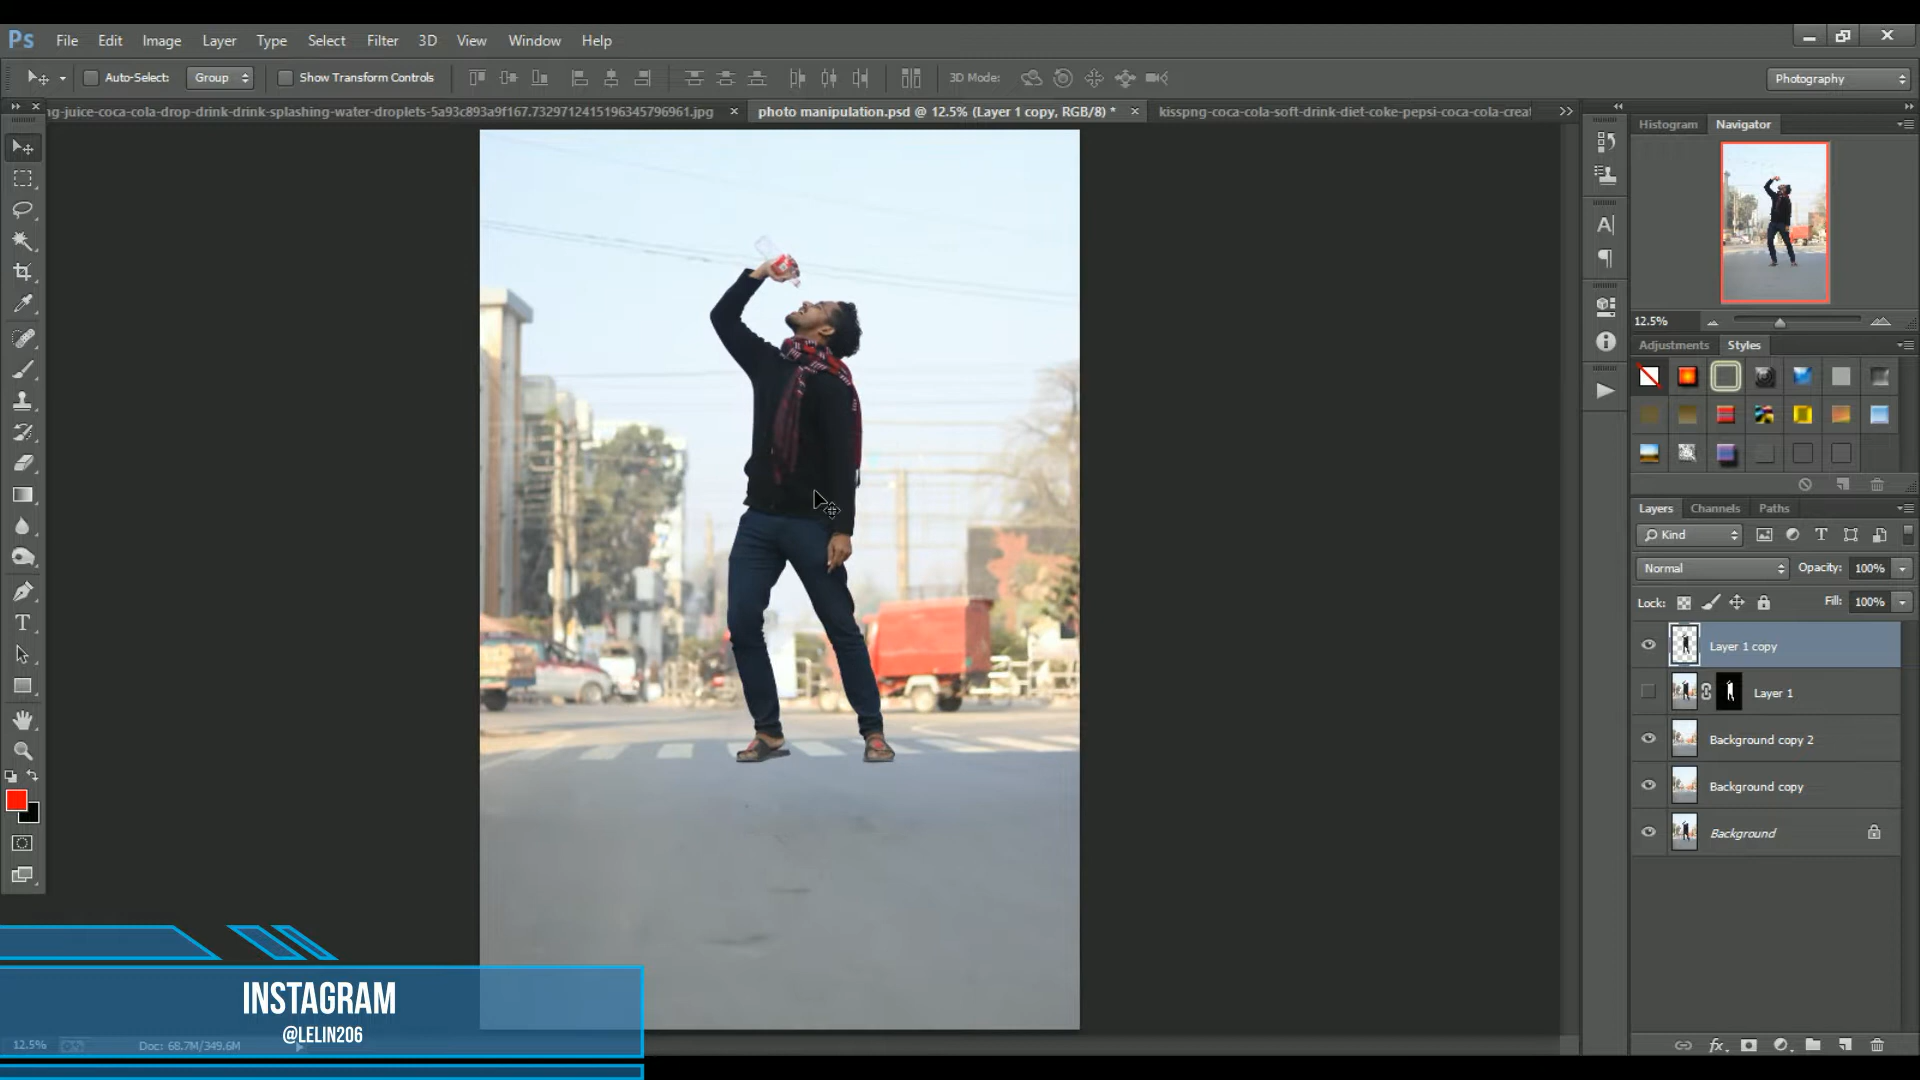 Ps File Edit Image Layer Type Select Filter 3D View Window Help
Auto-Select: Group Show Transform Controls 3D Mode: Photography
ng-juice-coca-cola-drop-drink-drink-splashing-water-droplets-5a93c893a9f167.7329712415196345796961.jpg × photo manipulation.psd @ 12.5% (Layer 1 copy, RGB/8) * × kisspng-coca-cola-soft-drink-diet-coke-pepsi-coca-cola-creat
Histogram Navigator
12.5%
Adjustments Styles
Layers Channels Paths
Kind
Normal Opacity: 100%
Lock: Fill: 100%
Layer 1 copy
Layer 1
Background copy 2
Background copy
Background
INSTAGRAM
@LELIN206
12.5% Doc: 68.7M/349.6M